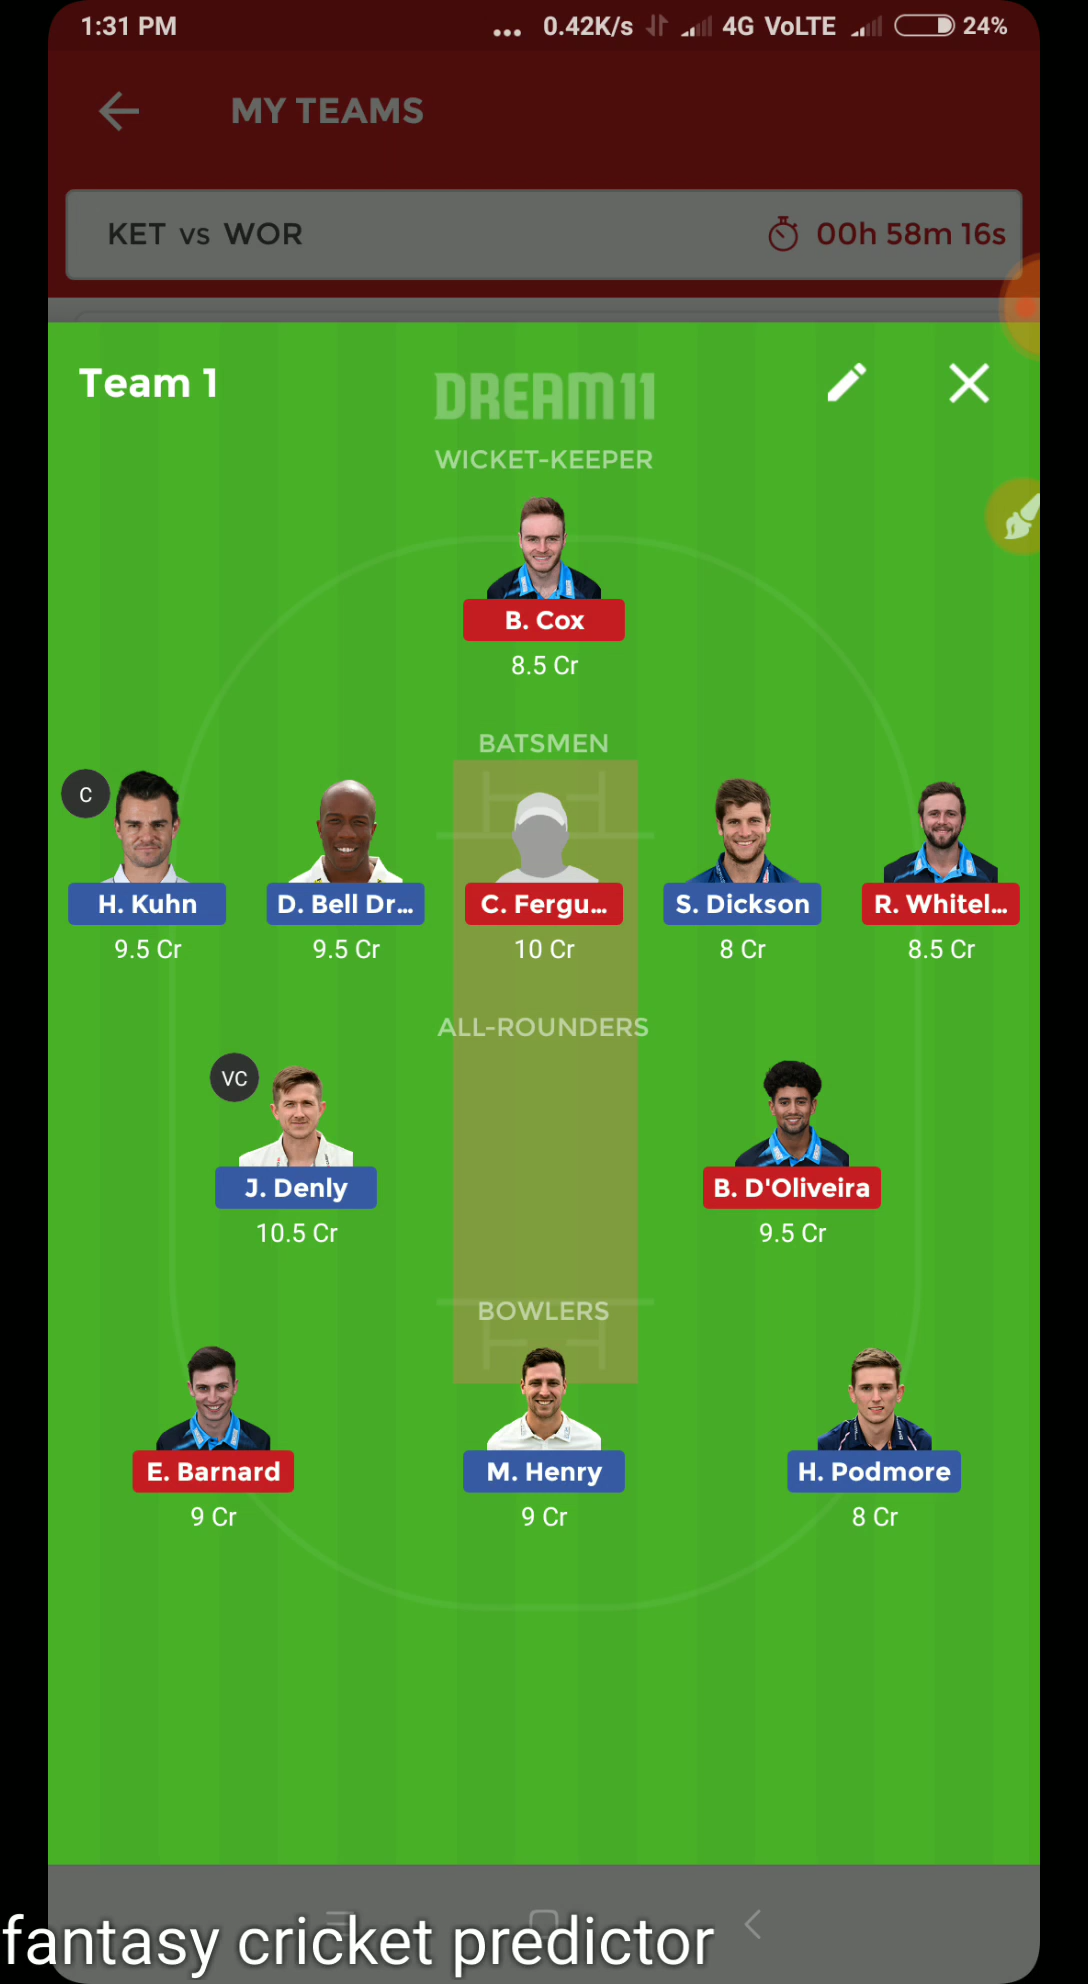 1:31 PM ... 0.42K/s 4G VoLTE 24%
MY TEAMS
KET vs WOR 00h 58m 16s
Team 1 DREAM11
WICKET-KEEPER
B. Cox
8.5 Cr
BATSMEN
C
H. Kuhn D. Bell Dr... C. Fergu... S. Dickson R. Whitel...
9.5 Cr 9.5 Cr 10 Cr 8 Cr 8.5 Cr
ALL-ROUNDERS
VC
J. Denly B. D'Oliveira
10.5 Cr 9.5 Cr
BOWLERS
E. Barnard M. Henry H. Podmore
9 Cr 9 Cr 8 Cr
fantasy cricket predictor